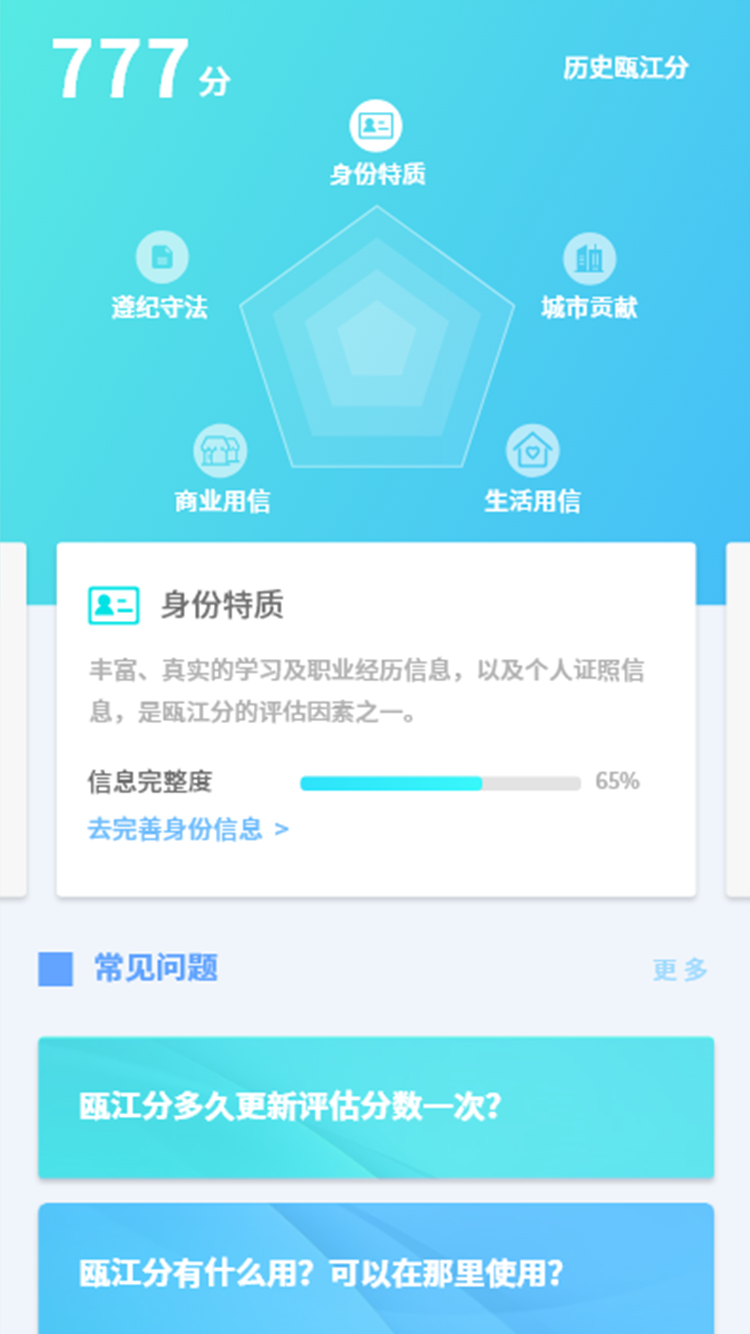 777分
历史瓯江分
身份特质
遵纪守法
城市贡献
商业用信
生活用信
身份特质
丰富、真实的学习及职业经历信息，以及个人证照信
息，是瓯江分的评估因素之一。
信息完整度
65%
去完善身份信息 >
常见问题
更多
瓯江分多久更新评估分数一次？
瓯江分有什么用？可以在那里使用？